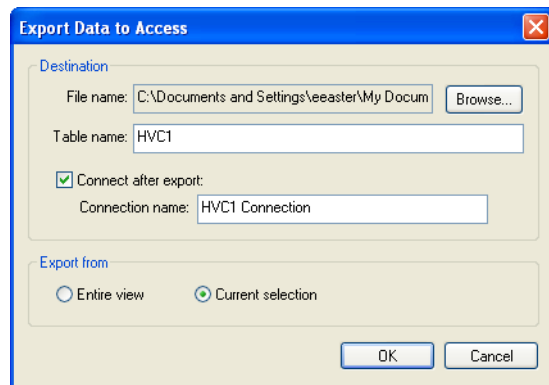 Export Data to Access
Destination
File name: C:\Documents and Settings\eeaster\My Docum Browse...
Table name: HVC1
Connect after export:
Connection name: HVC1 Connection
Export from
Entire view Current selection
OK Cancel